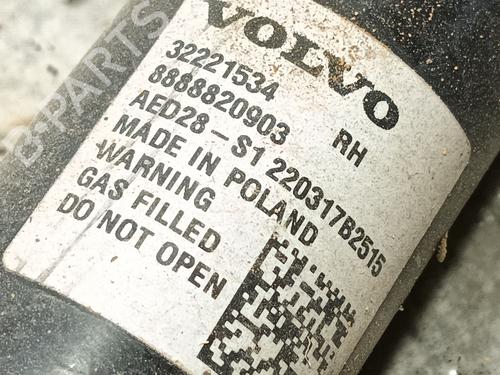 B-PARTS
VOLVO
32221534
8888820903 RH
AED28-S1 220317B2515
MADE IN POLAND
WARNING
GAS FILLED
DO NOT OPEN